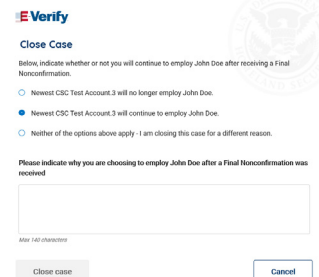 E-Verify
Close Case
Below, indicate whether or not you will continue to employ John Doe after receiving a Final
Nonconfirmation.
Newest CSC Test Account.3 will no longer employ John Doe.
Newest CSC Test Account.3 will continue to employ John Doe.
Neither of the options above apply - I am closing this case for a different reason.
Please indicate why you are choosing to employ John Doe after a Final Nonconfirmation was
received
Max 140 characters
Close case
Cancel